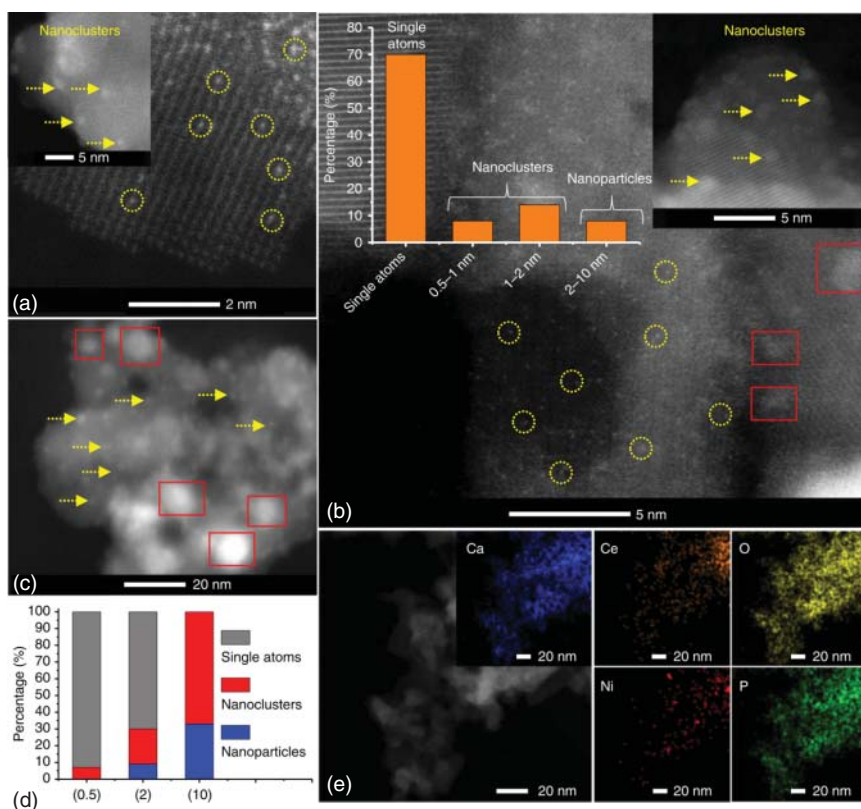 Nanoclusters
5 nm
2 nm
(a)
80
70
60
50
40
30
20
10
0
Percentage (%)
Single
atoms
Nanoclusters
Nanoparticles
Single atoms
0.5–1 nm
1–2 nm
2–10 nm
Nanoclusters
5 nm
(b)
5 nm
(c)
20 nm
100
90
80
70
60
50
40
30
20
10
0
Percentage (%)
Single atoms
Nanoclusters
Nanoparticles
(0.5)
(2)
(10)
(d)
Ca
20 nm
Ce
20 nm
O
20 nm
(e)
20 nm
Ni
20 nm
P
20 nm